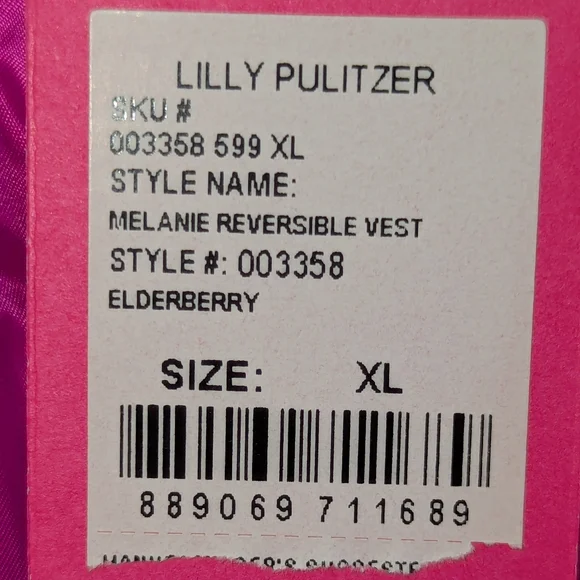 LILLY PULITZER
SKU #
003358 599 XL
STYLE NAME:
MELANIE REVERSIBLE VEST
STYLE #: 003358
ELDERBERRY
SIZE: XL
889069 711689